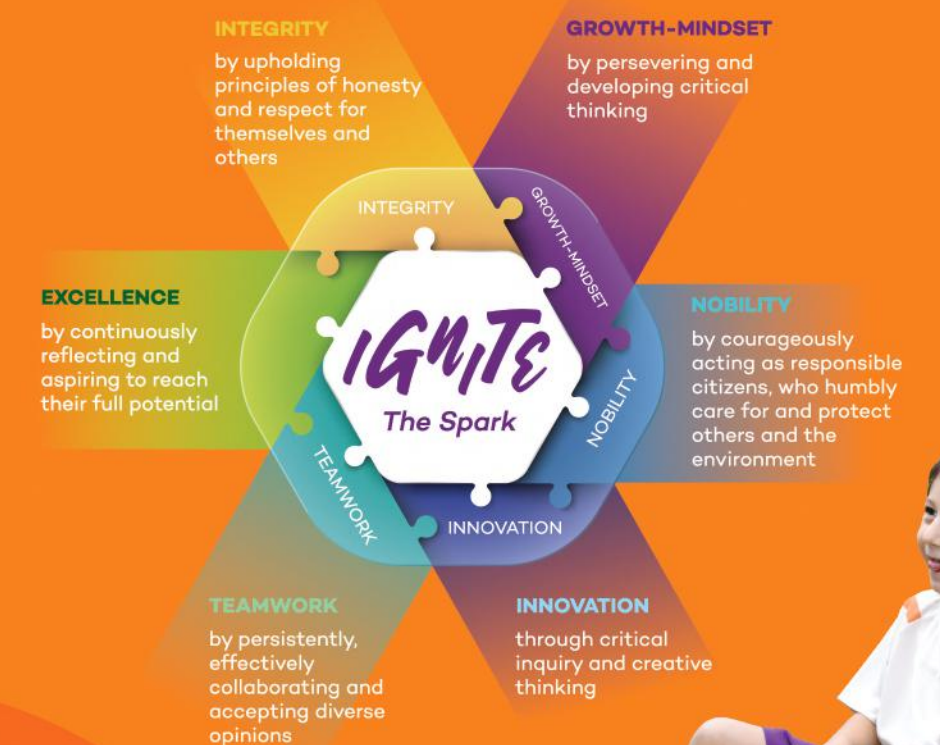 INTEGRITY
by upholding
principles of honesty
and respect for
themselves and
others
GROWTH-MINDSET
by persevering and
developing critical
thinking
INTEGRITY
GROWTH-MINDSET
EXCELLENCE
by continuously
reflecting and
aspiring to reach
their full potential
IGNITE
The Spark
NOBILITY
NOBILITY
by courageously
acting as responsible
citizens, who humbly
care for and protect
others and the
environment
TEAMWORK
INNOVATION
TEAMWORK
by persistently,
effectively
collaborating and
accepting diverse
opinions
INNOVATION
through critical
inquiry and creative
thinking